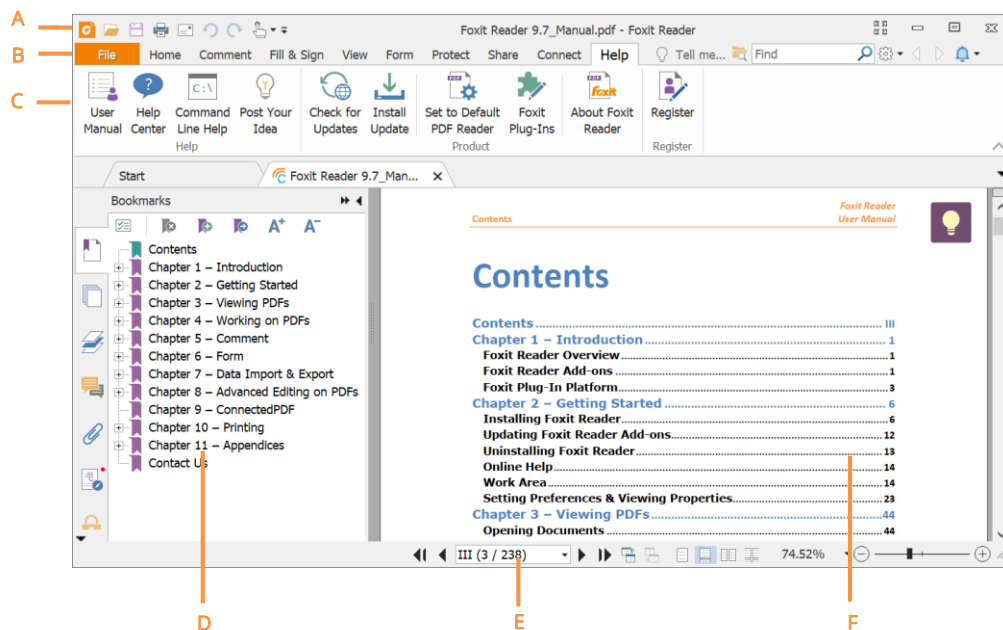 A
Foxit Reader 9.7_Manual.pdf - Foxit Reader
B
File Home Comment Fill & Sign View Form Protect Share Connect Help Tell me... Find
C
C:\
PDF
PDF
Foxit
User Manual
Help Center
Command Line Help
Post Your Idea
Check for Updates
Install Update
Set to Default PDF Reader
Foxit Plug-Ins
About Foxit Reader
Register
Help
Product
Register
Start
Foxit Reader 9.7_Man...
Bookmarks
Contents
Chapter 1 – Introduction
Chapter 2 – Getting Started
Chapter 3 – Viewing PDFs
Chapter 4 – Working on PDFs
Chapter 5 – Comment
Chapter 6 – Form
Chapter 7 – Data Import & Export
Chapter 8 – Advanced Editing on PDFs
Chapter 9 – ConnectedPDF
Chapter 10 – Printing
Chapter 11 – Appendices
Contact Us
Contents
Foxit Reader
User Manual
Contents
Contents III
Chapter 1 – Introduction 1
Foxit Reader Overview 1
Foxit Reader Add-ons 1
Foxit Plug-In Platform 3
Chapter 2 – Getting Started 6
Installing Foxit Reader 6
Updating Foxit Reader Add-ons 12
Uninstalling Foxit Reader 13
Online Help 14
Work Area 14
Setting Preferences & Viewing Properties 23
Chapter 3 – Viewing PDFs 44
Opening Documents 44
III (3 / 238)
74.52%
D
E
F